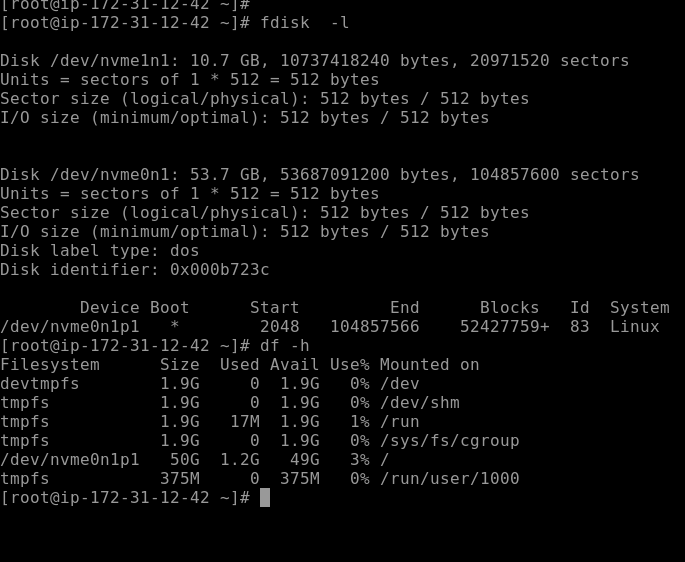 [root@ip-172-31-12-42 ~]#
[root@ip-172-31-12-42 ~]# fdisk  -l

Disk /dev/nvme1n1: 10.7 GB, 10737418240 bytes, 20971520 sectors
Units = sectors of 1 * 512 = 512 bytes
Sector size (logical/physical): 512 bytes / 512 bytes
I/O size (minimum/optimal): 512 bytes / 512 bytes


Disk /dev/nvme0n1: 53.7 GB, 53687091200 bytes, 104857600 sectors
Units = sectors of 1 * 512 = 512 bytes
Sector size (logical/physical): 512 bytes / 512 bytes
I/O size (minimum/optimal): 512 bytes / 512 bytes
Disk label type: dos
Disk identifier: 0x000b723c

        Device Boot      Start         End      Blocks   Id  System
/dev/nvme0n1p1   *        2048   104857566    52427759+  83  Linux
[root@ip-172-31-12-42 ~]# df -h
Filesystem      Size  Used Avail Use% Mounted on
devtmpfs        1.9G     0  1.9G   0% /dev
tmpfs           1.9G     0  1.9G   0% /dev/shm
tmpfs           1.9G   17M  1.9G   1% /run
tmpfs           1.9G     0  1.9G   0% /sys/fs/cgroup
/dev/nvme0n1p1   50G  1.2G   49G   3% /
tmpfs           375M     0  375M   0% /run/user/1000
[root@ip-172-31-12-42 ~]#